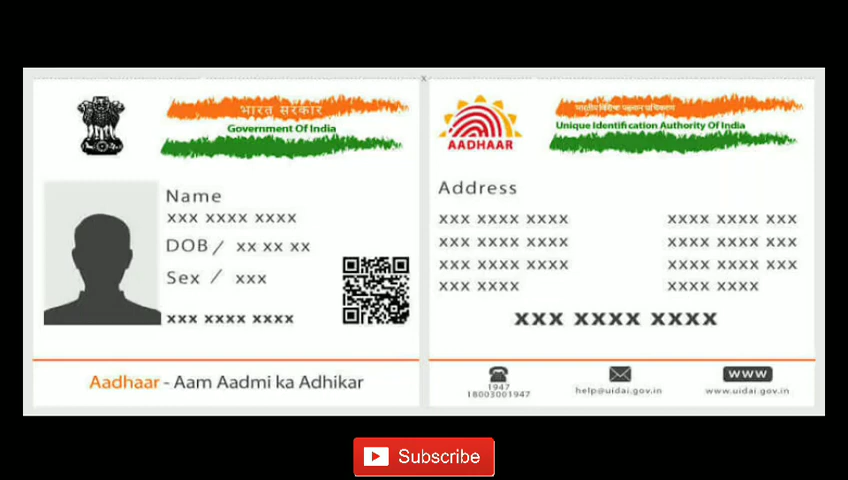 भारत सरकार
Government Of India
Name
xxx xxxx xxxx
DOB / xx xx xx
Sex / xxx
xxx xxxx xxxx
Aadhaar - Aam Aadmi ka Adhikar
x
Unique Identification Authority Of India
AADHAAR
Address
xxx xxxx xxxx xxxx xxxx xxx
xxx xxxx xxxx xxxx xxxx xxx
xxx xxxx xxxx xxxx xxxx xxx
xxx xxxx xxxx xxxx
xxx xxxx xxxx
1947
18003001947
help@uidai.gov.in
www
www.uidai.gov.in
Subscribe